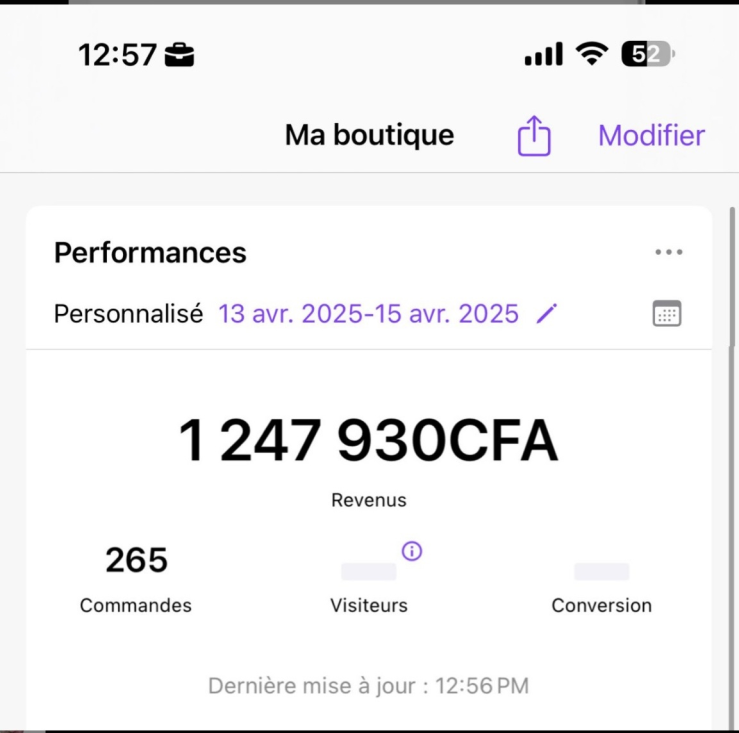 12:57 52
Ma boutique Modifier
Performances
Personnalisé 13 avr. 2025-15 avr. 2025
1 247 930CFA
Revenus
265
Commandes Visiteurs Conversion
Dernière mise à jour : 12:56 PM